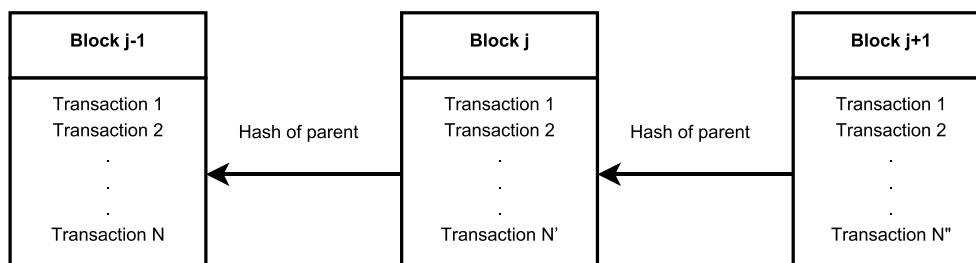 Block j-1
Transaction 1
Transaction 2
.
.
.
Transaction N
Hash of parent
Block j
Transaction 1
Transaction 2
.
.
.
Transaction N'
Hash of parent
Block j+1
Transaction 1
Transaction 2
.
.
.
Transaction N"